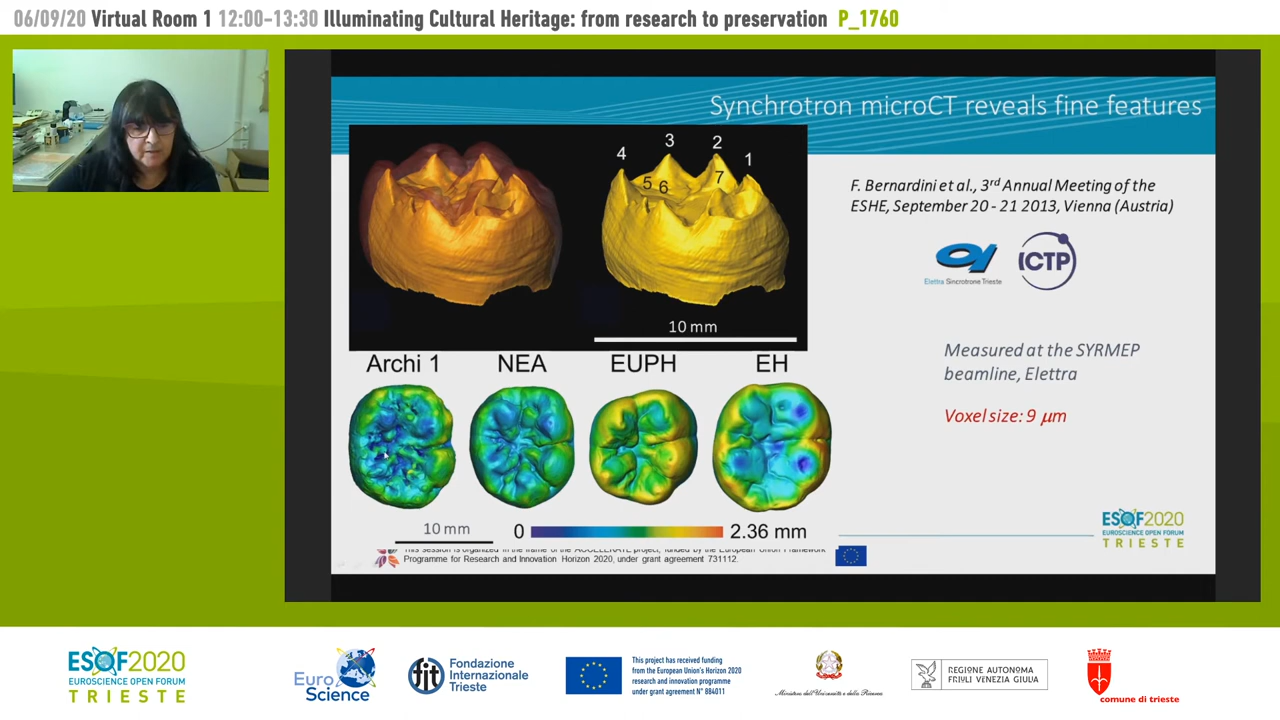 06/09/20 Virtual Room 1 12:00-13:30 Illuminating Cultural Heritage: from research to preservation P_1760
Synchrotron microCT reveals fine features
4
3
2
1
5
6
7
10 mm
F. Bernardini et al., 3rd Annual Meeting of the
ESHE, September 20 - 21 2013, Vienna (Austria)
Elettra Sincrotrone Trieste
ICTP
Measured at the SYRMEP
beamline, Elettra
Voxel size: 9 μm
Archi 1
NEA
EUPH
EH
10 mm
0
2.36 mm
This session is organized in the frame of the ACCELERATE project, funded by the European Union Framework
Programme for Research and Innovation Horizon 2020, under grant agreement 731112.
ESOF2020
EUROSCIENCE OPEN FORUM
TRIESTE
ESOF2020
EUROSCIENCE OPEN FORUM
TRIESTE
Euro
Science
fit
Fondazione
Internazionale
Trieste
This project has received funding
from the European Union's Horizon 2020
research and innovation programme
under grant agreement N° 884011
Ministero dell'Università e della Ricerca
REGIONE AUTONOMA
FRIULI VENEZIA GIULIA
comune di trieste